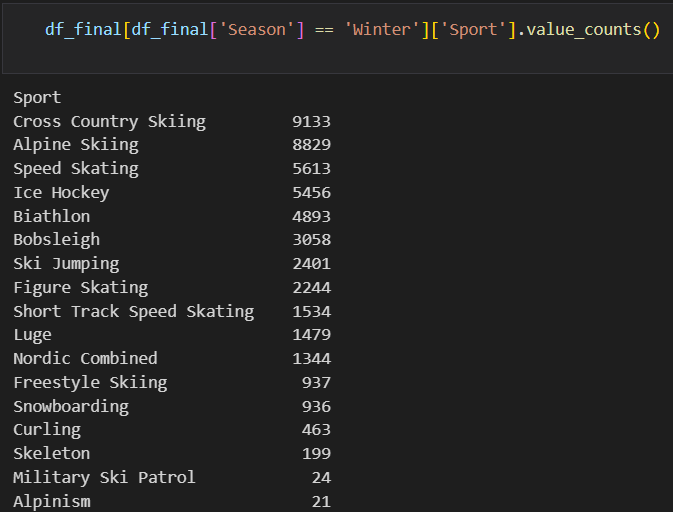 df_final[df_final['Season'] == 'Winter']['Sport'].value_counts()
Sport
Cross Country Skiing 9133
Alpine Skiing 8829
Speed Skating 5613
Ice Hockey 5456
Biathlon 4893
Bobsleigh 3058
Ski Jumping 2401
Figure Skating 2244
Short Track Speed Skating 1534
Luge 1479
Nordic Combined 1344
Freestyle Skiing 937
Snowboarding 936
Curling 463
Skeleton 199
Military Ski Patrol 24
Alpinism 21